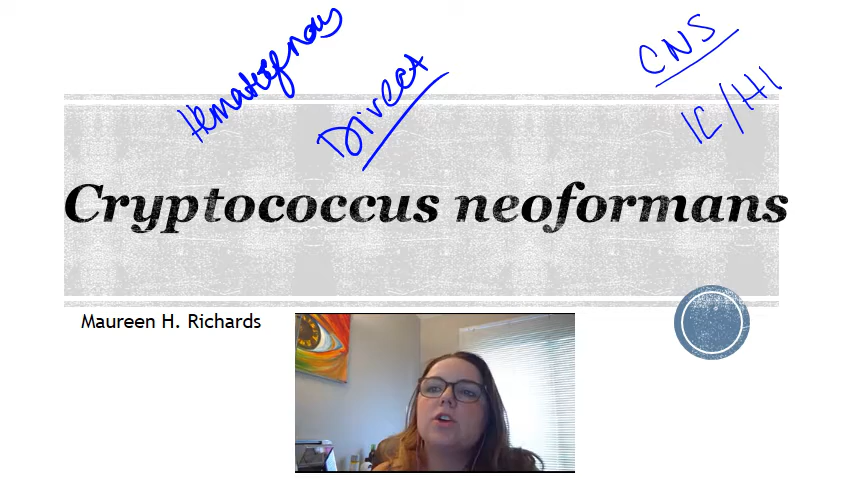 Hematogenous
Direct
CNS
IC/HI
Cryptococcus neoformans
Maureen H. Richards